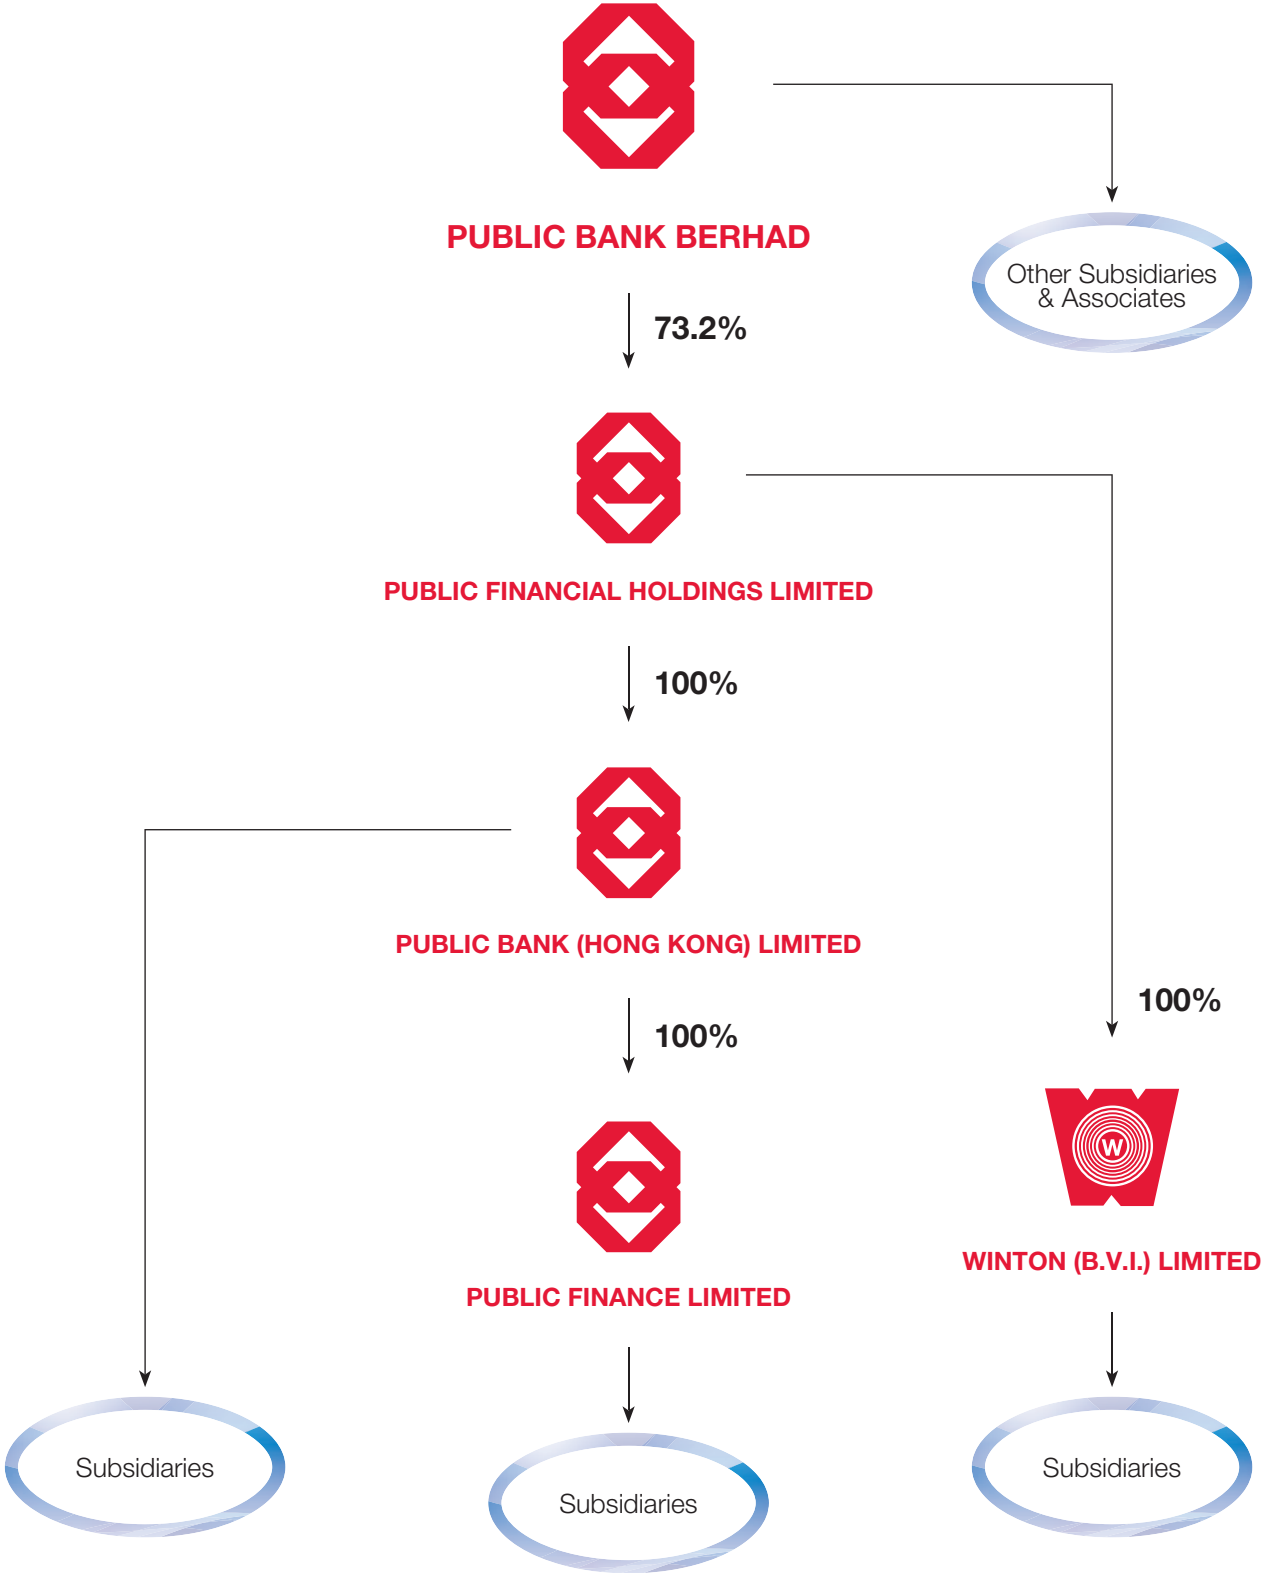 PUBLIC BANK BERHAD
Other Subsidiaries
& Associates
73.2%
PUBLIC FINANCIAL HOLDINGS LIMITED
100%
PUBLIC BANK (HONG KONG) LIMITED
100%
100%
W
WINTON (B.V.I.) LIMITED
PUBLIC FINANCE LIMITED
Subsidiaries
Subsidiaries
Subsidiaries